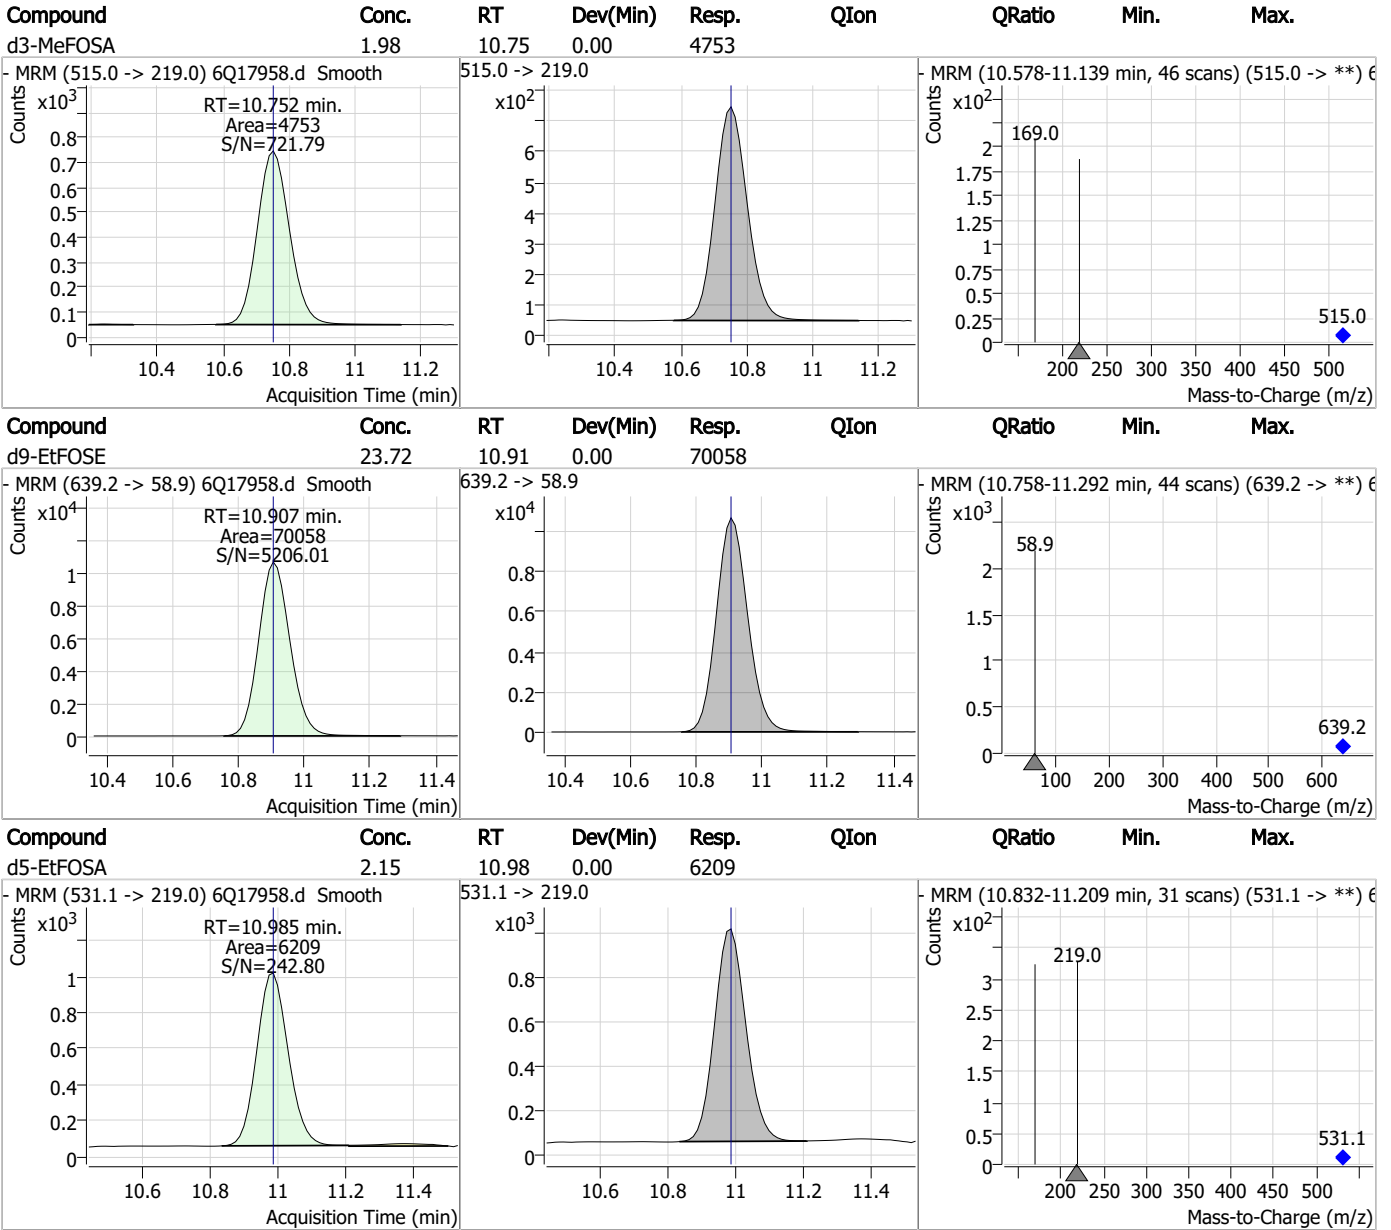 Compound Conc. RT Dev(Min) Resp. QIon QRatio Min. Max.
d3-MeFOSA 1.98 10.75 0.00 4753
- MRM (515.0 -> 219.0) 6Q17958.d Smooth 515.0 -> 219.0 - MRM (10.578-11.139 min, 46 scans) (515.0 -> **) 6
Counts x10^3 RT=10.752 min. x10^2 Counts x10^2
Area=4753
S/N=721.79
0.8 0.7 0.6 0.5 0.4 0.3 0.2 0.1 0
6 5 4 3 2 1 0
169.0
2 1.75 1.5 1.25 1 0.75 0.5 0.25 0
515.0
10.4 10.6 10.8 11 11.2 10.4 10.6 10.8 11 11.2 200 250 300 350 400 450 500
Acquisition Time (min) Mass-to-Charge (m/z)
Compound Conc. RT Dev(Min) Resp. QIon QRatio Min. Max.
d9-EtFOSE 23.72 10.91 0.00 70058
- MRM (639.2 -> 58.9) 6Q17958.d Smooth 639.2 -> 58.9 - MRM (10.758-11.292 min, 44 scans) (639.2 -> **) 6
Counts x10^4 RT=10.907 min. x10^4 Counts x10^3
Area=70058
S/N=5206.01
1 0.8 0.6 0.4 0.2 0
0.8 0.6 0.4 0.2 0
58.9
2 1.5 1 0.5 0
639.2
10.4 10.6 10.8 11 11.2 11.4 10.4 10.6 10.8 11 11.2 11.4 100 200 300 400 500 600
Acquisition Time (min) Mass-to-Charge (m/z)
Compound Conc. RT Dev(Min) Resp. QIon QRatio Min. Max.
d5-EtFOSA 2.15 10.98 0.00 6209
- MRM (531.1 -> 219.0) 6Q17958.d Smooth 531.1 -> 219.0 - MRM (10.832-11.209 min, 31 scans) (531.1 -> **) 6
Counts x10^3 RT=10.985 min. x10^3 Counts x10^2
Area=6209
S/N=242.80
1 0.8 0.6 0.4 0.2 0
0.8 0.6 0.4 0.2 0
219.0
3 2.5 2 1.5 1 0.5 0
531.1
10.6 10.8 11 11.2 11.4 10.6 10.8 11 11.2 11.4 200 250 300 350 400 450 500
Acquisition Time (min) Mass-to-Charge (m/z)